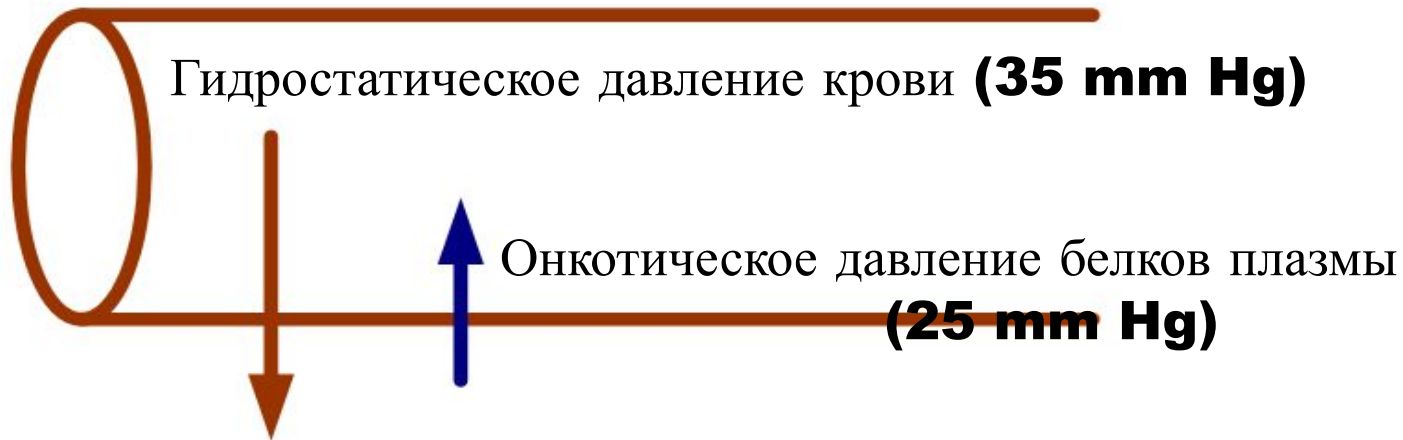 Гидростатическое давление крови (35 mm Hg)
Онкотическое давление белков плазмы
(25 mm Hg)